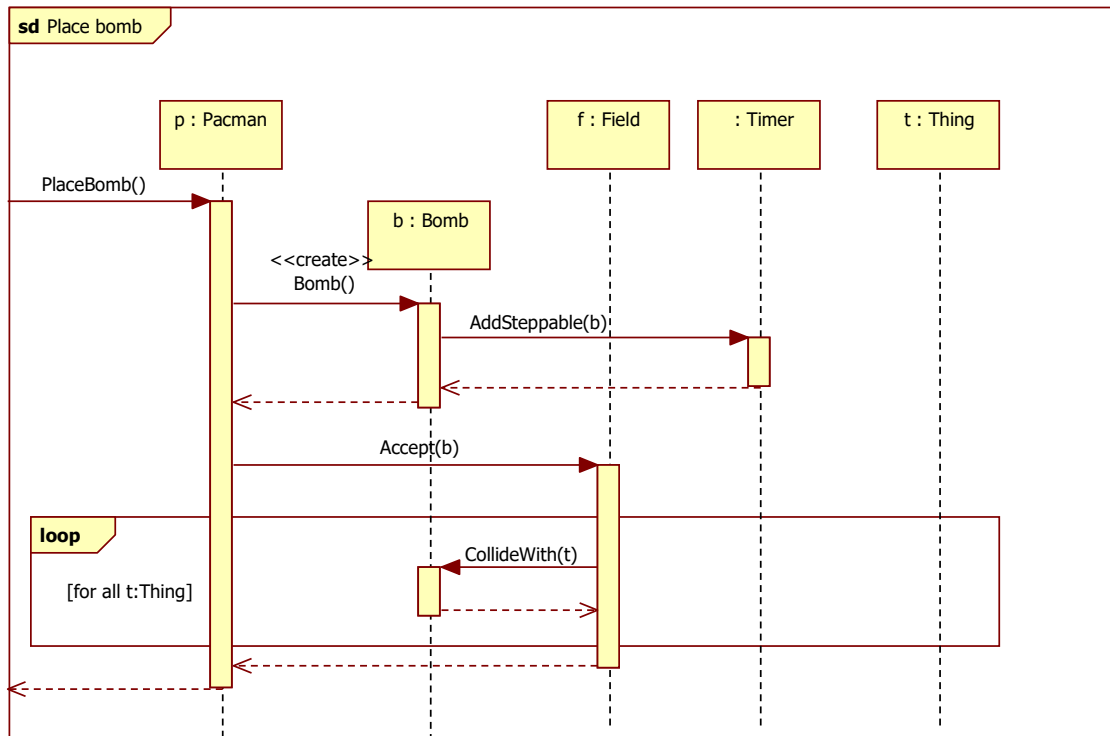 sd Place bomb
p : Pacman
f : Field
: Timer
t : Thing
PlaceBomb()
b : Bomb
<<create>>
Bomb()
AddSteppable(b)
Accept(b)
loop
CollideWith(t)
[for all t:Thing]